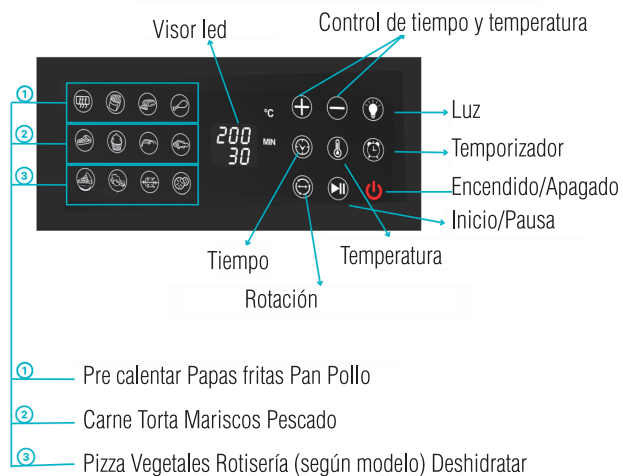 Visor led
Control de tiempo y temperatura
1
°C
Luz
2
200
MIN
30
Temporizador
3
Encendido/Apagado
Inicio/Pausa
Tiempo
Temperatura
Rotación
1 Pre calentar Papas fritas Pan Pollo
2 Carne Torta Mariscos Pescado
3 Pizza Vegetales Rotisería (según modelo) Deshidratar